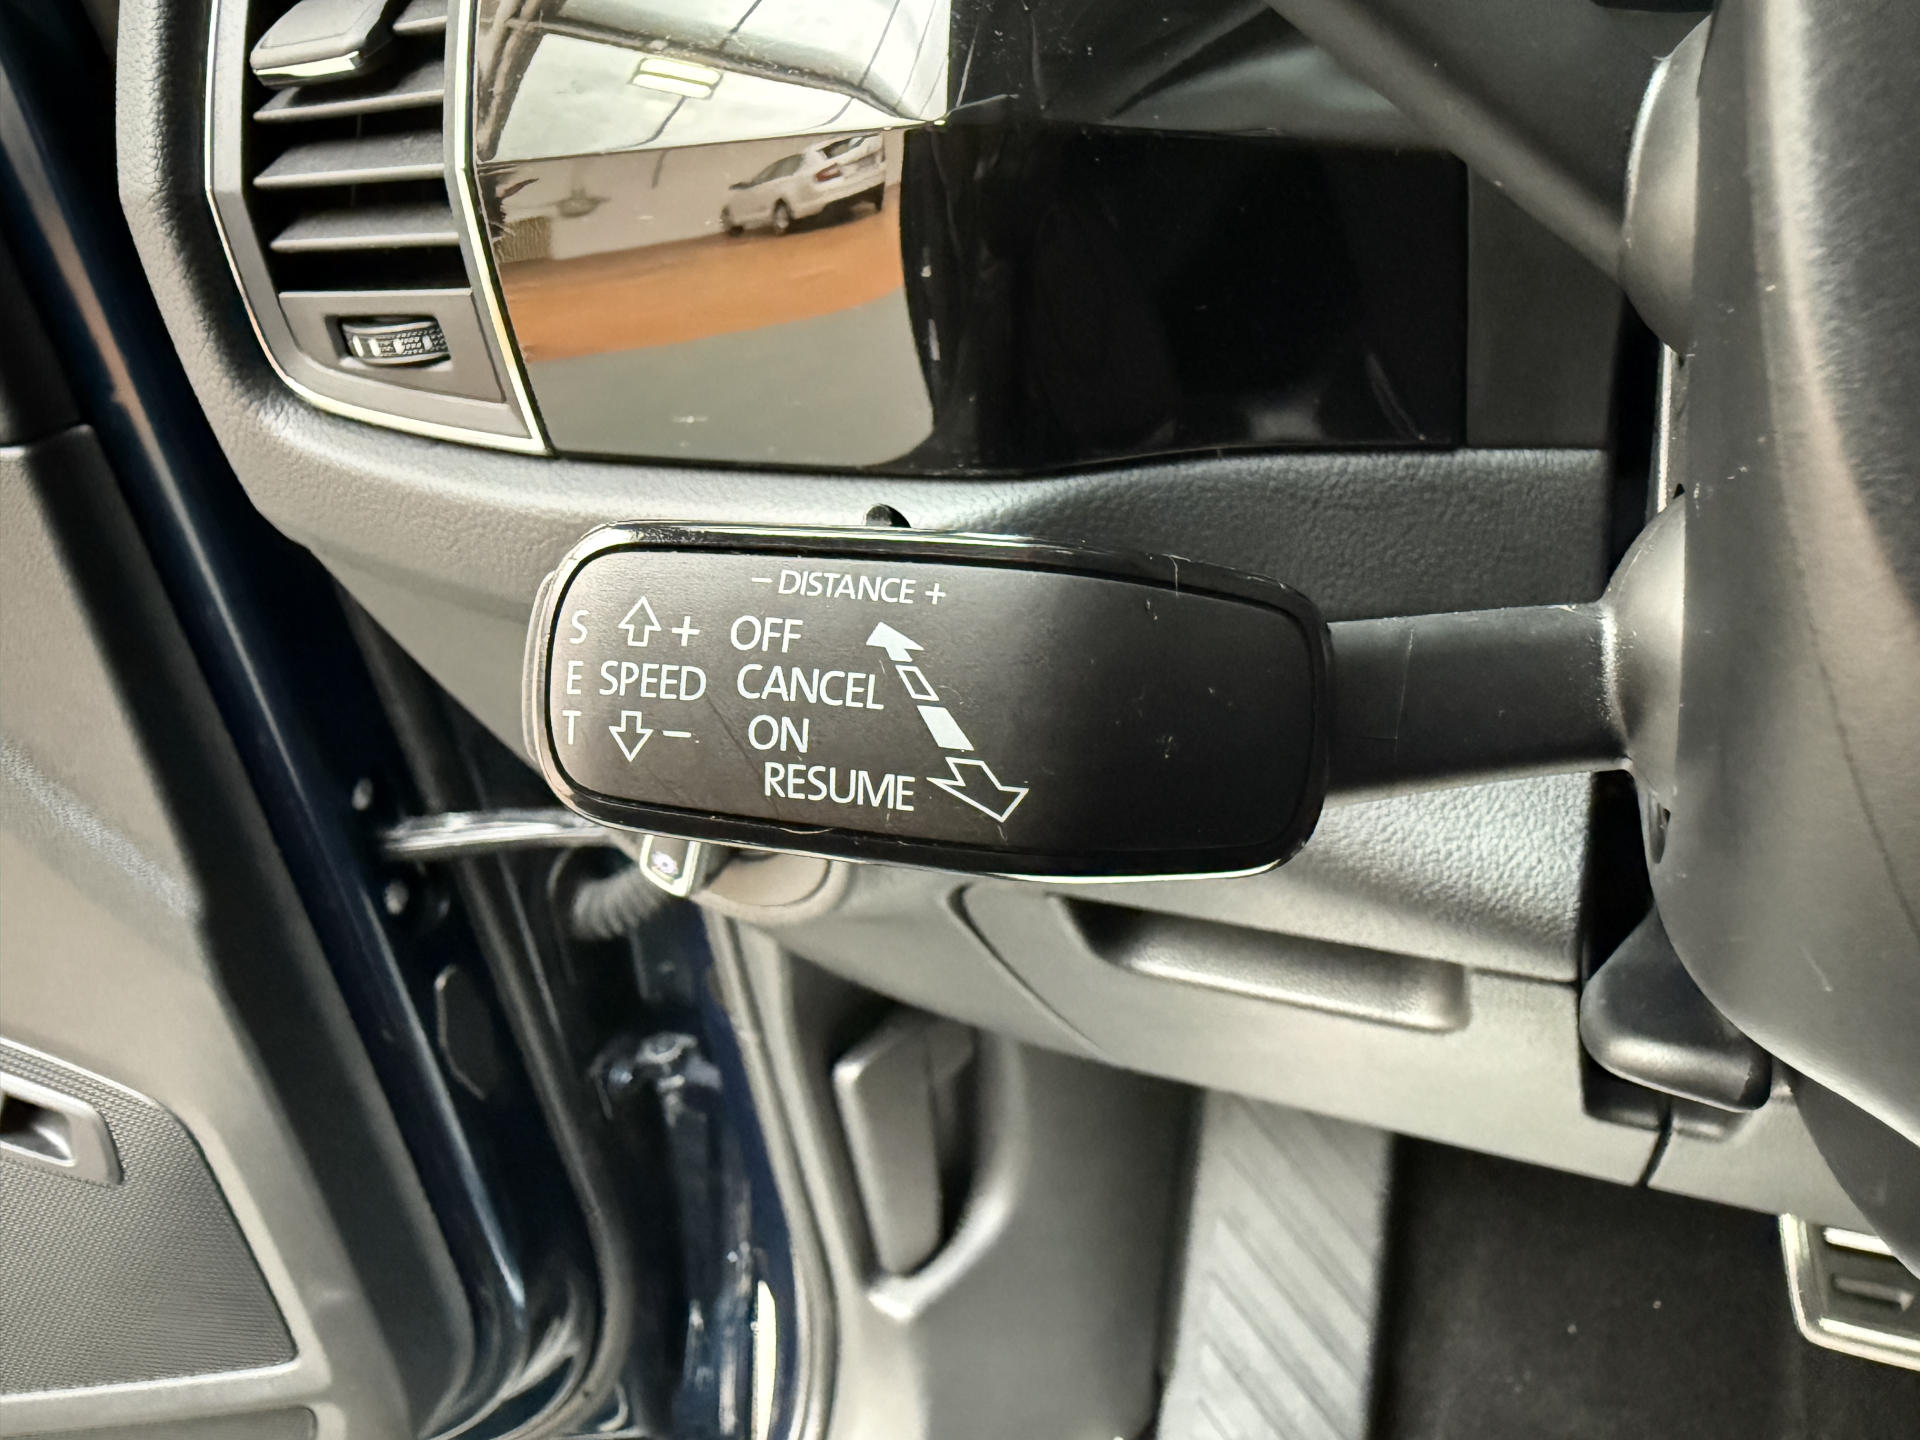 – DISTANCE +
S + OFF
E SPEED CANCEL
T – ON
RESUME